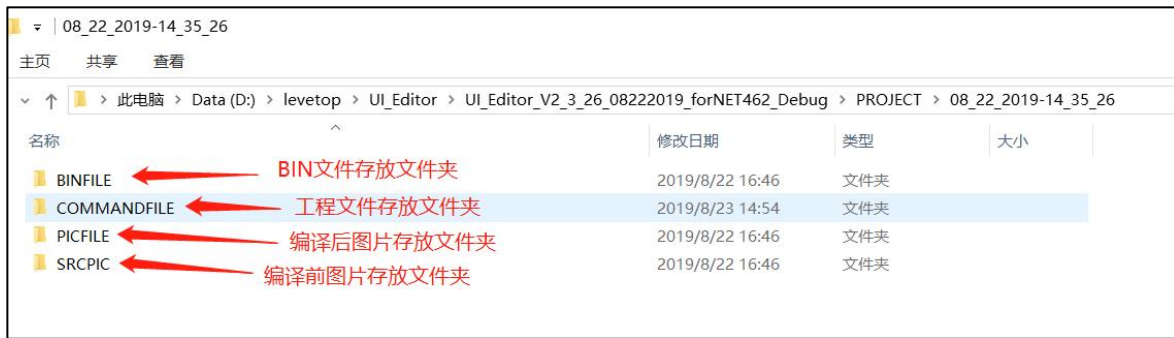 08_22_2019-14_35_26
主页 共享 查看
此电脑 > Data (D:) > levetop > UI_Editor > UI_Editor_V2_3_26_08222019_forNET462_Debug > PROJECT > 08_22_2019-14_35_26
名称 修改日期 类型 大小
BINFILE BIN文件存放文件夹 2019/8/22 16:46 文件夹
COMMANDFILE 工程文件存放文件夹 2019/8/23 14:54 文件夹
PICFILE 编译后图片存放文件夹 2019/8/22 16:46 文件夹
SRCPIC 编译前图片存放文件夹 2019/8/22 16:46 文件夹